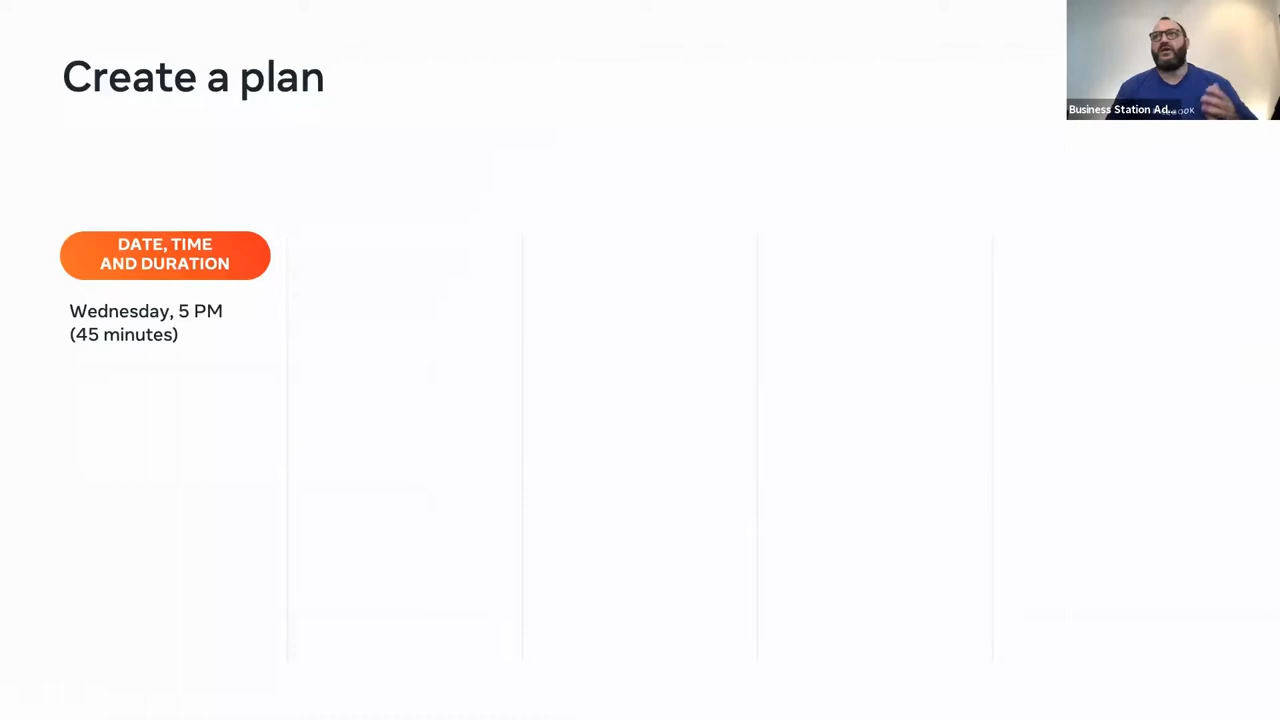 Create a plan
Business Station Ad...
DATE, TIME
AND DURATION
Wednesday, 5 PM
(45 minutes)